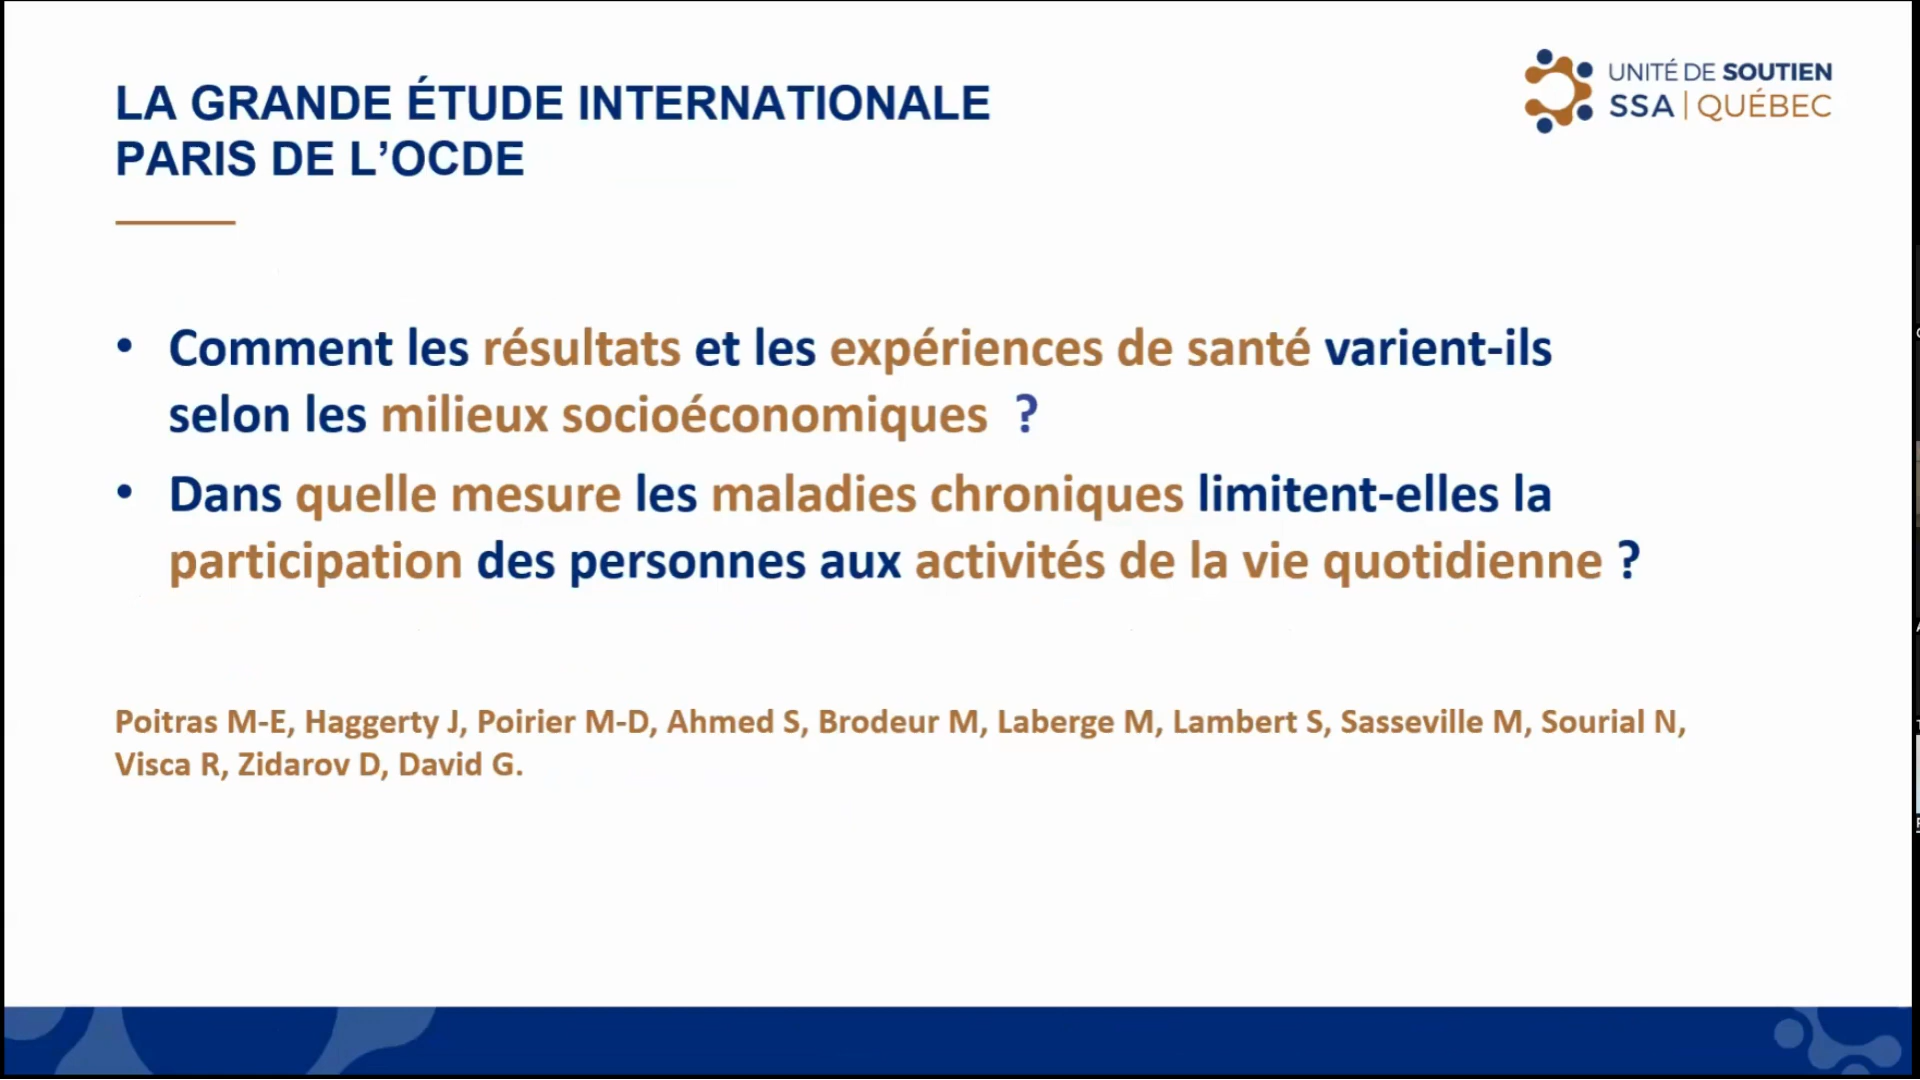 LA GRANDE ÉTUDE INTERNATIONALE
PARIS DE L’OCDE
UNITÉ DE SOUTIEN
SSA | QUÉBEC
• Comment les résultats et les expériences de santé varient-ils
selon les milieux socioéconomiques ?
• Dans quelle mesure les maladies chroniques limitent-elles la
participation des personnes aux activités de la vie quotidienne ?
Poitras M-E, Haggerty J, Poirier M-D, Ahmed S, Brodeur M, Laberge M, Lambert S, Sasseville M, Sourial N,
Visca R, Zidarov D, David G.